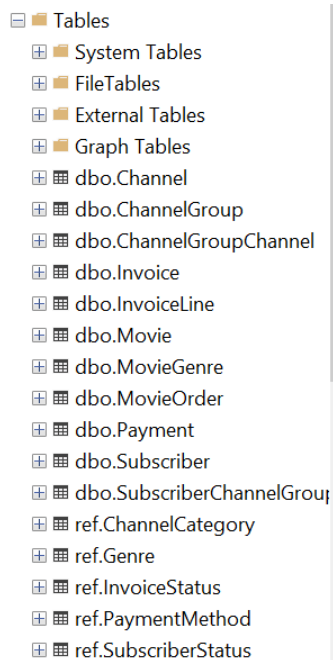 Tables
System Tables
FileTables
External Tables
Graph Tables
dbo.Channel
dbo.ChannelGroup
dbo.ChannelGroupChannel
dbo.Invoice
dbo.InvoiceLine
dbo.Movie
dbo.MovieGenre
dbo.MovieOrder
dbo.Payment
dbo.Subscriber
dbo.SubscriberChannelGroup
ref.ChannelCategory
ref.Genre
ref.InvoiceStatus
ref.PaymentMethod
ref.SubscriberStatus